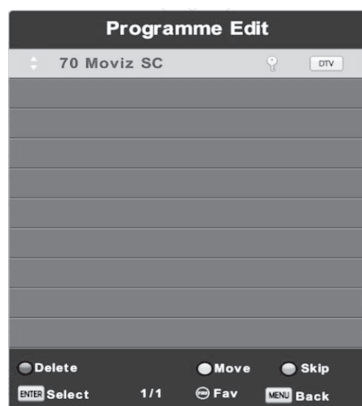 Programme Edit
70 Moviz SC DTV
Delete Move Skip
ENTER Select 1/1 Fav MENU Back